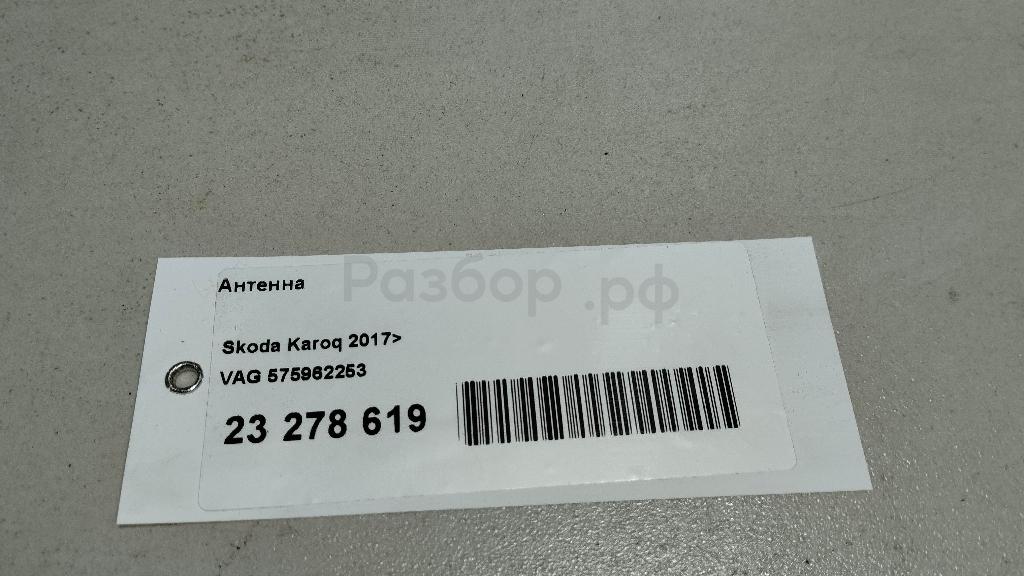 Разбор.рф
Антенна
Skoda Karoq 2017>
VAG 575962253
23 278 619